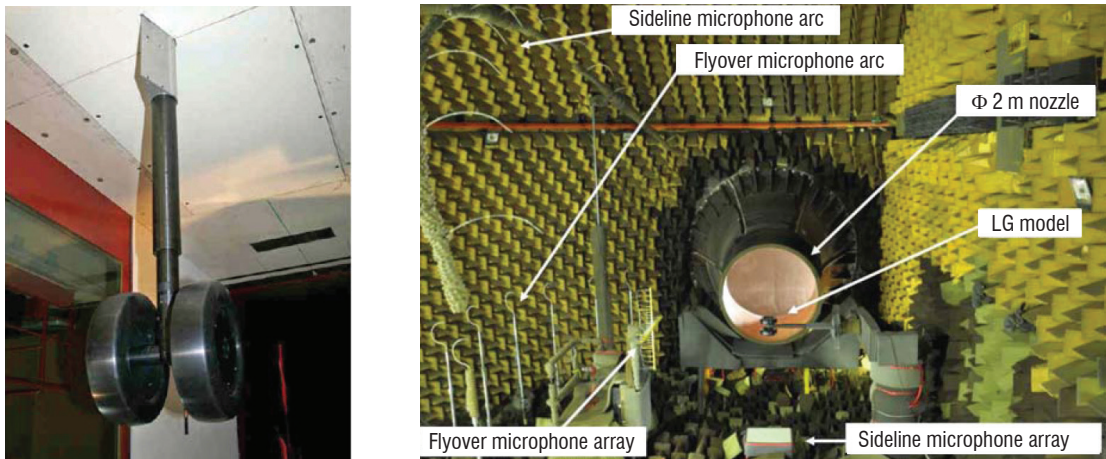 Sideline microphone arc
Flyover microphone arc
Φ 2 m nozzle
LG model
Flyover microphone array
Sideline microphone array